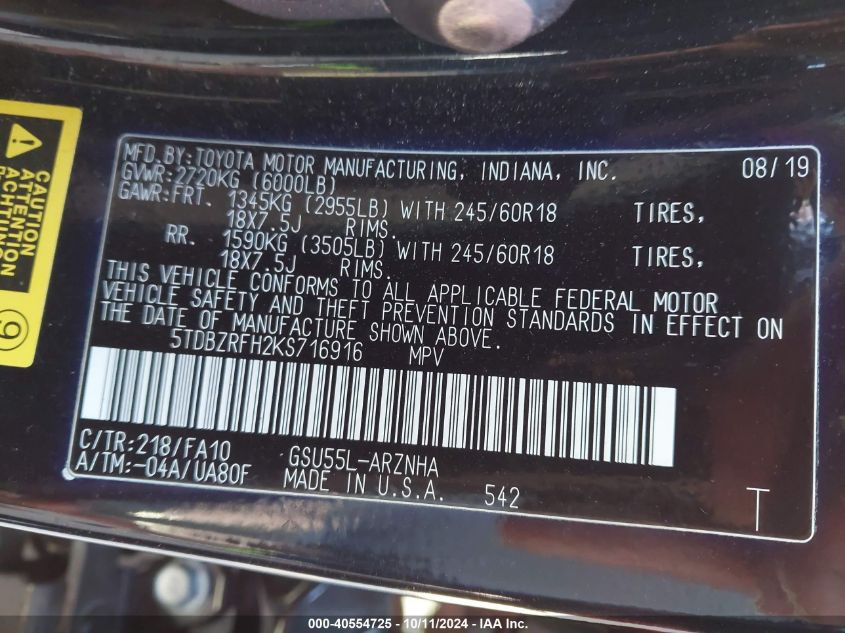 MFD.BY:TOYOTA MOTOR MANUFACTURING, INDIANA, INC. 08/19
GVWR:2720KG (6000LB)
GAWR:FRT. 1345KG (2955LB) WITH 245/60R18 TIRES,
18X7.5J RIMS.
RR. 1590KG (3505LB) WITH 245/60R18 TIRES,
18X7.5J RIMS.
THIS VEHICLE CONFORMS TO ALL APPLICABLE FEDERAL MOTOR
VEHICLE SAFETY AND THEFT PREVENTION STANDARDS IN EFFECT ON
THE DATE OF MANUFACTURE SHOWN ABOVE.
5TDBZRFH2KS716916 MPV
C/TR:218/FA10 GSU55L-ARZNHA
A/TM:-04A/UA80F MADE IN U.S.A. 542
T
CAUTION
ATTENTION
ACHTUNG
9
000-40554725 - 10/11/2024 - IAA Inc.